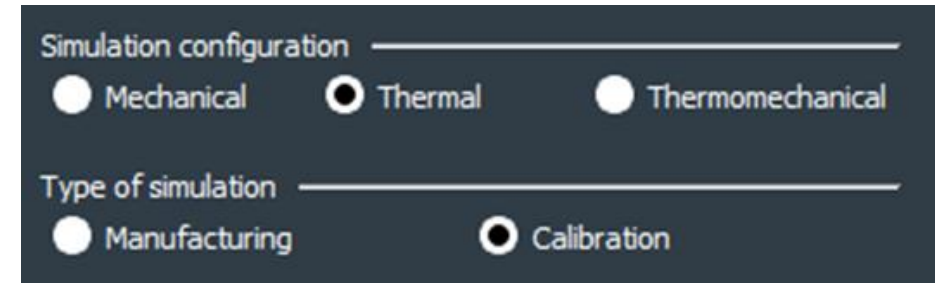 Simulation configuration
Mechanical Thermal Thermomechanical
Type of simulation
Manufacturing Calibration